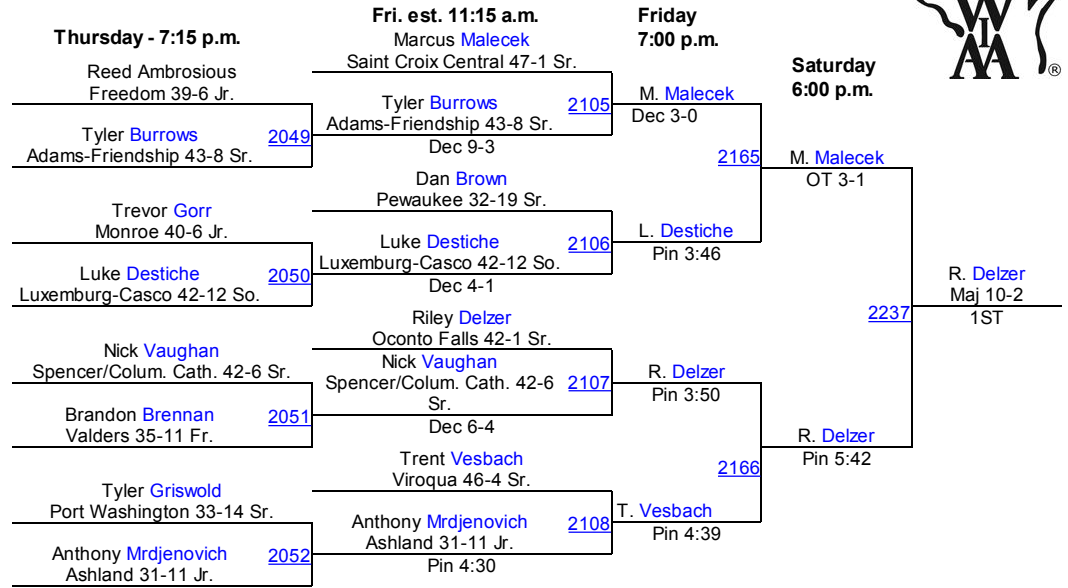 Thursday - 7:15 p.m.
Reed Ambrosious
Freedom 39-6 Jr.
Tyler Burrows
Adams-Friendship 43-8 Sr.
2049
Trevor Gorr
Monroe 40-6 Jr.
Luke Destiche
Luxemburg-Casco 42-12 So.
2050
Nick Vaughan
Spencer/Colum. Cath. 42-6 Sr.
Brandon Brennan
Valders 35-11 Fr.
2051
Tyler Griswold
Port Washington 33-14 Sr.
Anthony Mrdjenovich
Ashland 31-11 Jr.
2052
Fri. est. 11:15 a.m.
Marcus Malecek
Saint Croix Central 47-1 Sr.
Tyler Burrows
Adams-Friendship 43-8 Sr.
Dec 9-3
2105
Dan Brown
Pewaukee 32-19 Sr.
Luke Destiche
Luxemburg-Casco 42-12 So.
Dec 4-1
2106
Riley Delzer
Oconto Falls 42-1 Sr.
Nick Vaughan
Spencer/Colum. Cath. 42-6
Sr.
Dec 6-4
2107
Trent Vesbach
Viroqua 46-4 Sr.
Anthony Mrdjenovich
Ashland 31-11 Jr.
Pin 4:30
2108
Friday
7:00 p.m.
M. Malecek
Dec 3-0
2165
L. Destiche
Pin 3:46
R. Delzer
Pin 3:50
2166
T. Vesbach
Pin 4:39
Saturday
6:00 p.m.
M. Malecek
OT 3-1
2237
R. Delzer
Pin 5:42
R. Delzer
Maj 10-2
1ST
WIAA
®